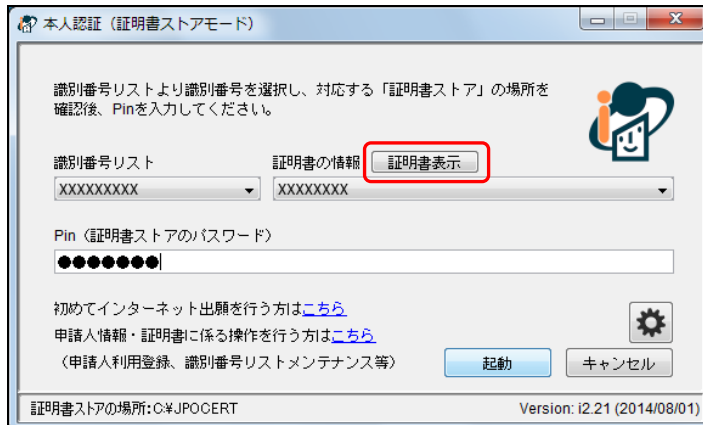 本人認証（証明書ストアモード）
識別番号リストより識別番号を選択し、対応する「証明書ストア」の場所を
確認後、Pinを入力してください。
識別番号リスト 証明書の情報 証明書表示
XXXXXXXXX XXXXXXXX
Pin（証明書ストアのパスワード）
●●●●●●●
初めてインターネット出願を行う方はこちら
申請人情報・証明書に係る操作を行う方はこちら
（申請人利用登録、識別番号リストメンテナンス等） 起動 キャンセル
証明書ストアの場所:C:¥JPOCERT Version: i2.21 (2014/08/01)